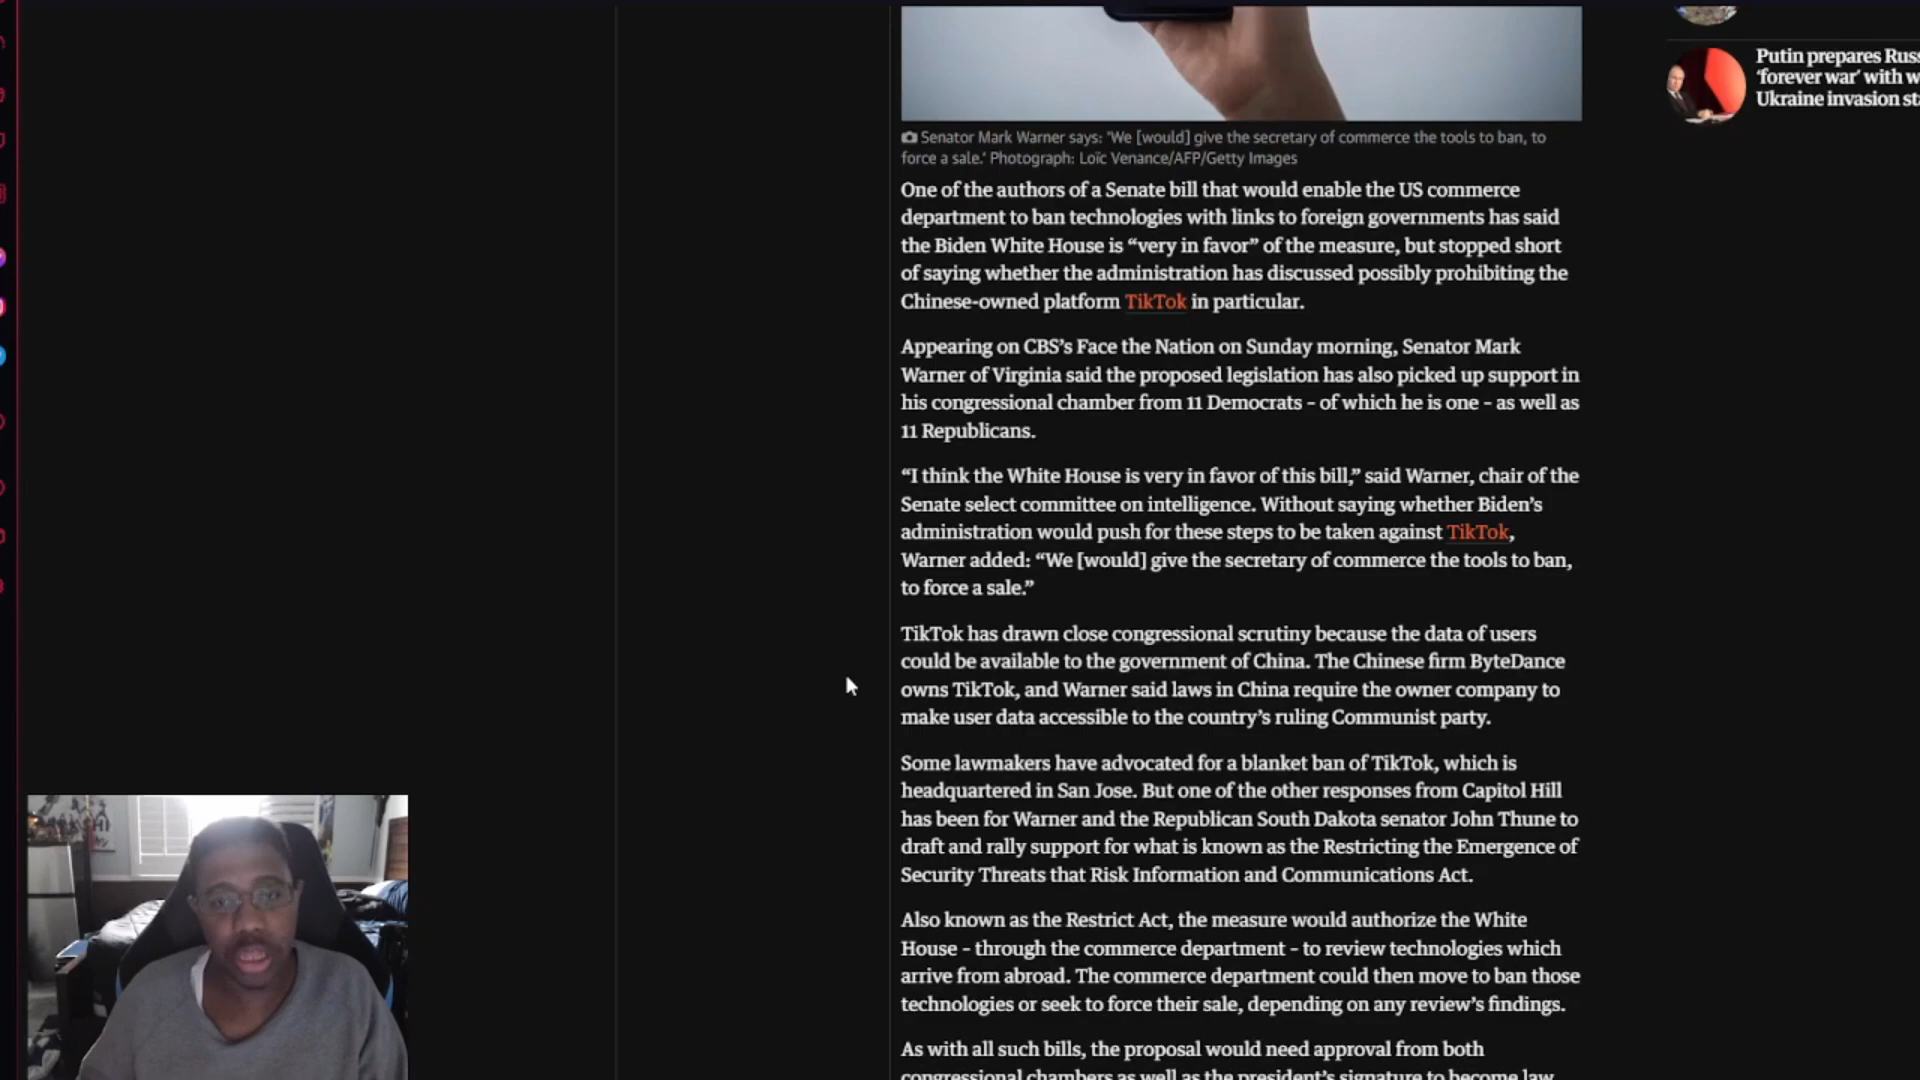 Senator Mark Warner says: 'We [would] give the secretary of commerce the tools to ban, to
force a sale.' Photograph: Loïc Venance/AFP/Getty Images
One of the authors of a Senate bill that would enable the US commerce
department to ban technologies with links to foreign governments has said
the Biden White House is “very in favor” of the measure, but stopped short
of saying whether the administration has discussed possibly prohibiting the
Chinese-owned platform TikTok in particular.
Appearing on CBS’s Face the Nation on Sunday morning, Senator Mark
Warner of Virginia said the proposed legislation has also picked up support in
his congressional chamber from 11 Democrats – of which he is one – as well as
11 Republicans.
“I think the White House is very in favor of this bill,” said Warner, chair of the
Senate select committee on intelligence. Without saying whether Biden’s
administration would push for these steps to be taken against TikTok,
Warner added: “We [would] give the secretary of commerce the tools to ban,
to force a sale.”
TikTok has drawn close congressional scrutiny because the data of users
could be available to the government of China. The Chinese firm ByteDance
owns TikTok, and Warner said laws in China require the owner company to
make user data accessible to the country’s ruling Communist party.
Some lawmakers have advocated for a blanket ban of TikTok, which is
headquartered in San Jose. But one of the other responses from Capitol Hill
has been for Warner and the Republican South Dakota senator John Thune to
draft and rally support for what is known as the Restricting the Emergence of
Security Threats that Risk Information and Communications Act.
Also known as the Restrict Act, the measure would authorize the White
House – through the commerce department – to review technologies which
arrive from abroad. The commerce department could then move to ban those
technologies or seek to force their sale, depending on any review’s findings.
As with all such bills, the proposal would need approval from both
congressional chambers as well as the president’s signature to become law
Putin prepares
‘forever war’ with
Ukraine invasion